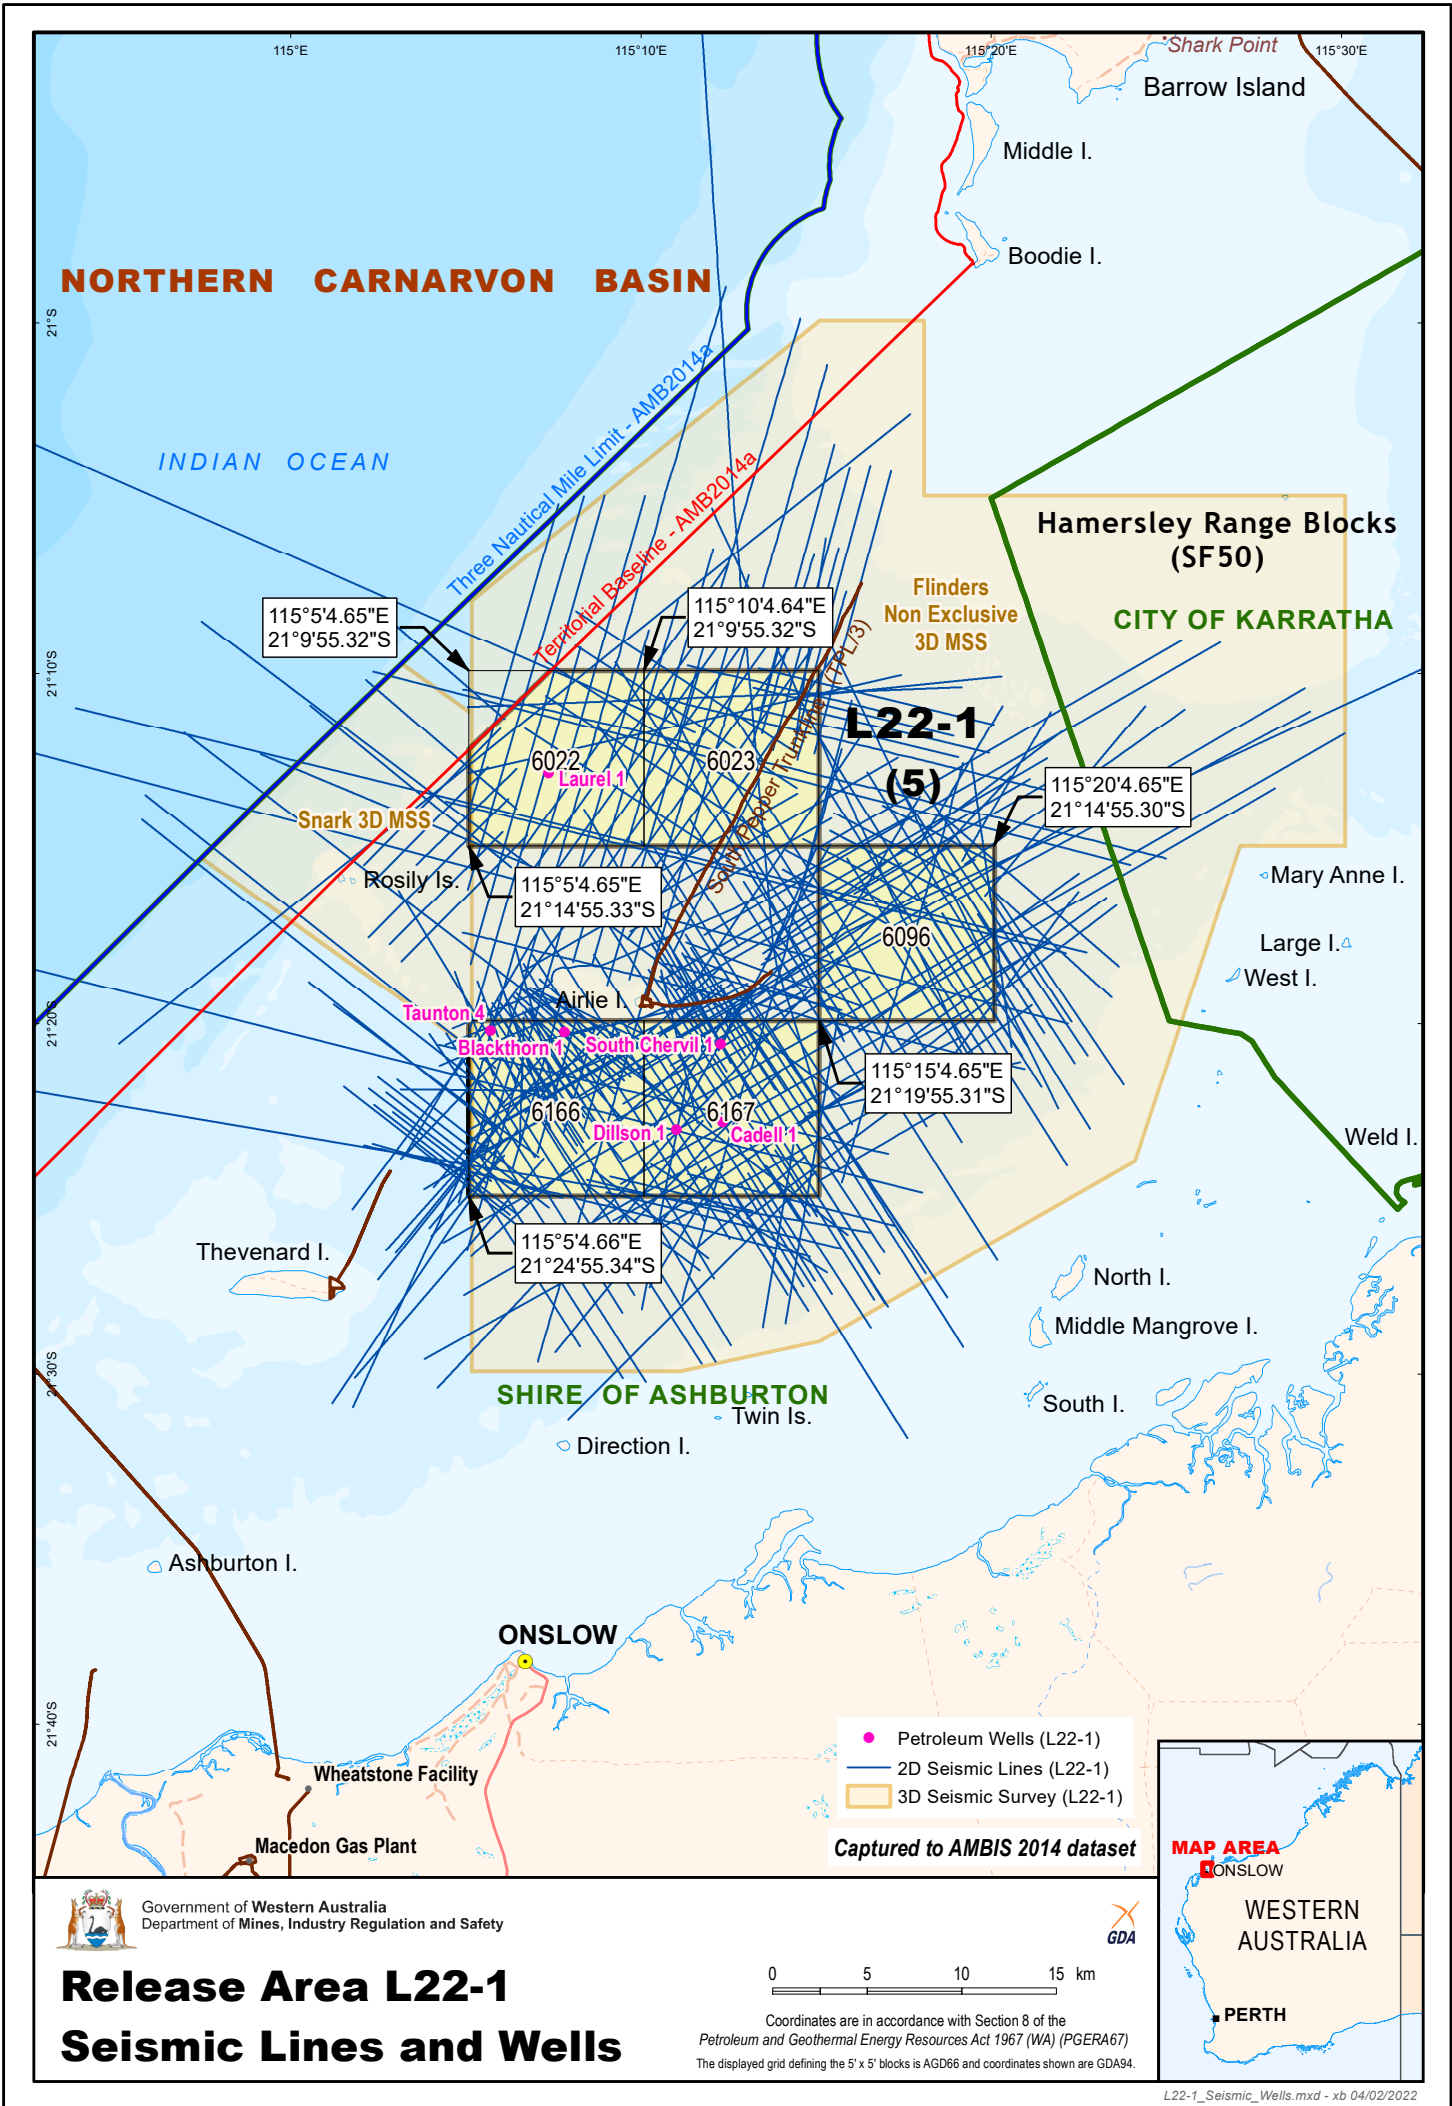 115°E
115°10'E
115°20'E
115°30'E
Shark Point
Barrow Island
Middle I.
Boodie I.
NORTHERN CARNARVON BASIN
21°S
Three Nautical Mile Limit - AMB2014a
Territorial Baseline - AMB2014a
INDIAN OCEAN
Hamersley Range Blocks
(SF50)
CITY OF KARRATHA
Flinders
Non Exclusive
3D MSS
115°5'4.65"E
21°9'55.32"S
115°10'4.64"E
21°9'55.32"S
21°10'S
South Pepper Trunkline (TPL/3)
L22-1
(5)
6022
6023
Laurel 1
115°20'4.65"E
21°14'55.30"S
Snark 3D MSS
Rosily Is.
115°5'4.65"E
21°14'55.33"S
Mary Anne I.
6096
Large I.
West I.
Airlie I.
21°20'S
Taunton 4
Blackthorn 1
South Chervil 1
115°15'4.65"E
21°19'55.31"S
6166
6167
Dillson 1
Cadell 1
Weld I.
115°5'4.66"E
21°24'55.34"S
Thevenard I.
North I.
Middle Mangrove I.
21°30'S
SHIRE OF ASHBURTON
South I.
Twin Is.
Direction I.
Ashburton I.
ONSLOW
21°40'S
Wheatstone Facility
Macedon Gas Plant
Petroleum Wells (L22-1)
2D Seismic Lines (L22-1)
3D Seismic Survey (L22-1)
Captured to AMBIS 2014 dataset
MAP AREA
ONSLOW
WESTERN
AUSTRALIA
PERTH
Government of Western Australia
Department of Mines, Industry Regulation and Safety
GDA
Release Area L22-1
Seismic Lines and Wells
0 5 10 15 km
Coordinates are in accordance with Section 8 of the
Petroleum and Geothermal Energy Resources Act 1967 (WA) (PGERA67)
The displayed grid defining the 5' x 5' blocks is AGD66 and coordinates shown are GDA94.
L22-1_Seismic_Wells.mxd - xb 04/02/2022